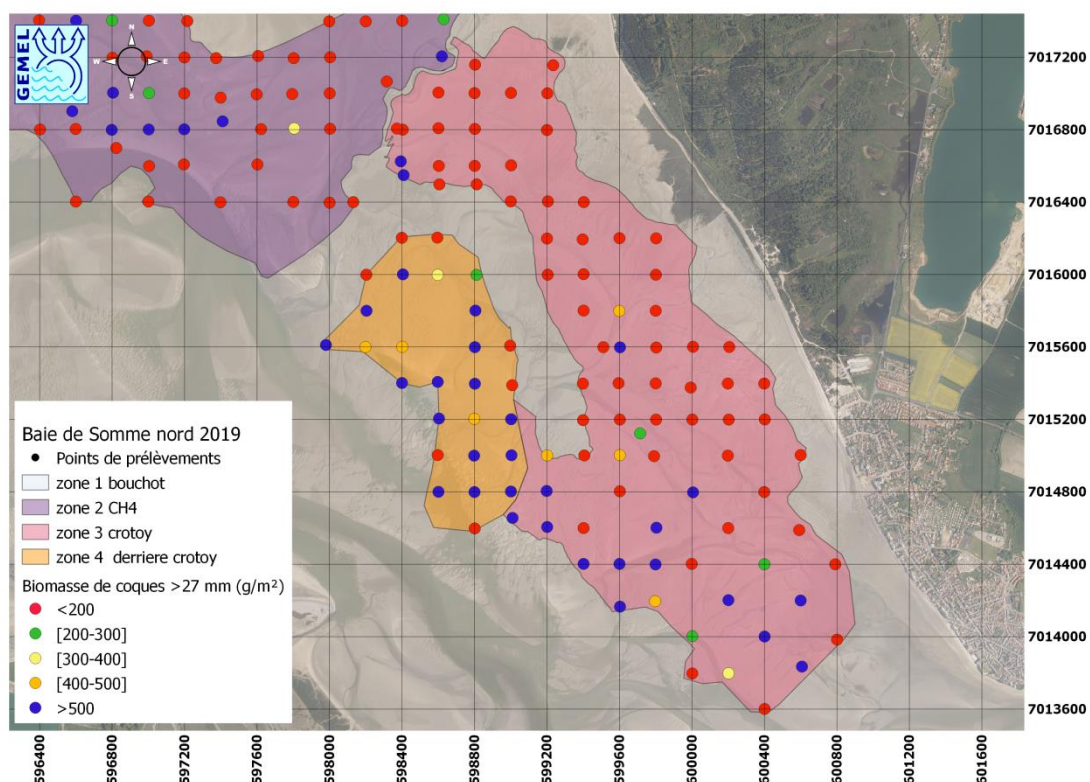 GEMEL
N
W
E
S
7017200
7016800
7016400
7016000
7015600
7015200
7014800
7014400
7014000
7013600
Baie de Somme nord 2019
Points de prélèvements
zone 1 bouchot
zone 2 CH4
zone 3 crotoy
zone 4 derriere crotoy
Biomasse de coques >27 mm (g/m²)
<200
[200-300]
[300-400]
[400-500]
>500
596400
596800
597200
597600
598000
598400
598800
599200
599600
600000
600400
600800
601200
601600